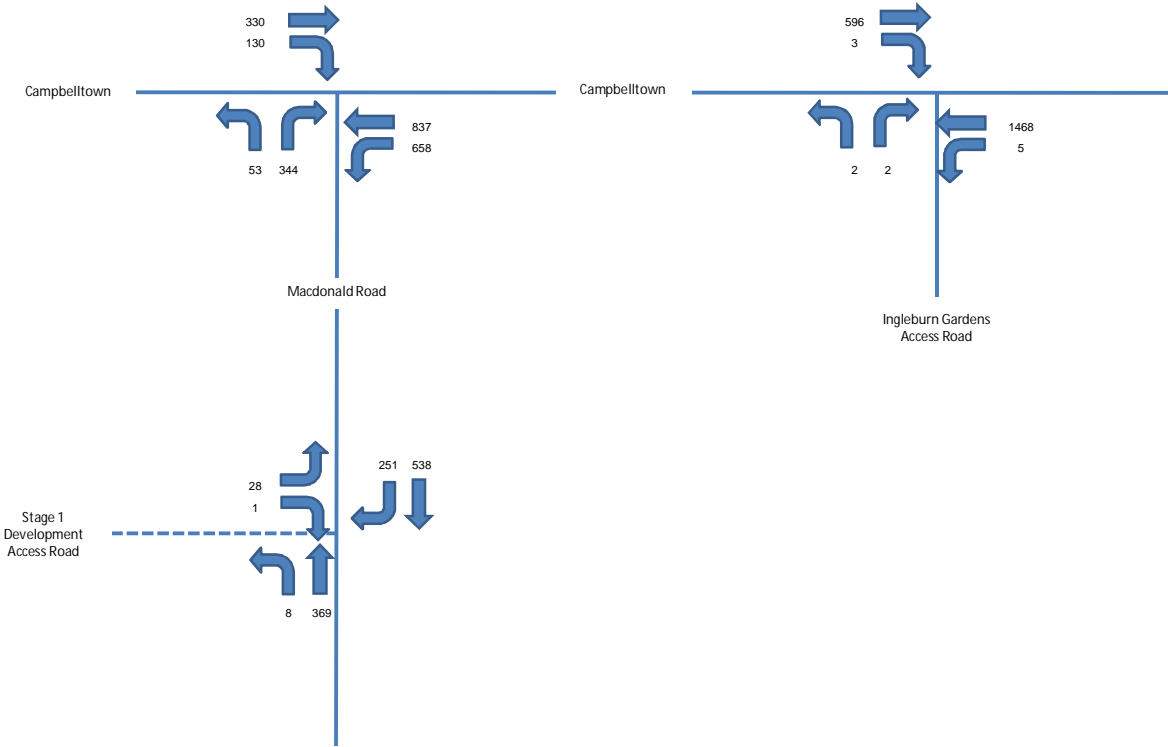 330
130
Campbelltown
837
658
53 344
Macdonald Road
28
1
251 538
Stage 1
Development
Access Road
8 369
596
3
Campbelltown
1468
5
2 2
Ingleburn Gardens
Access Road